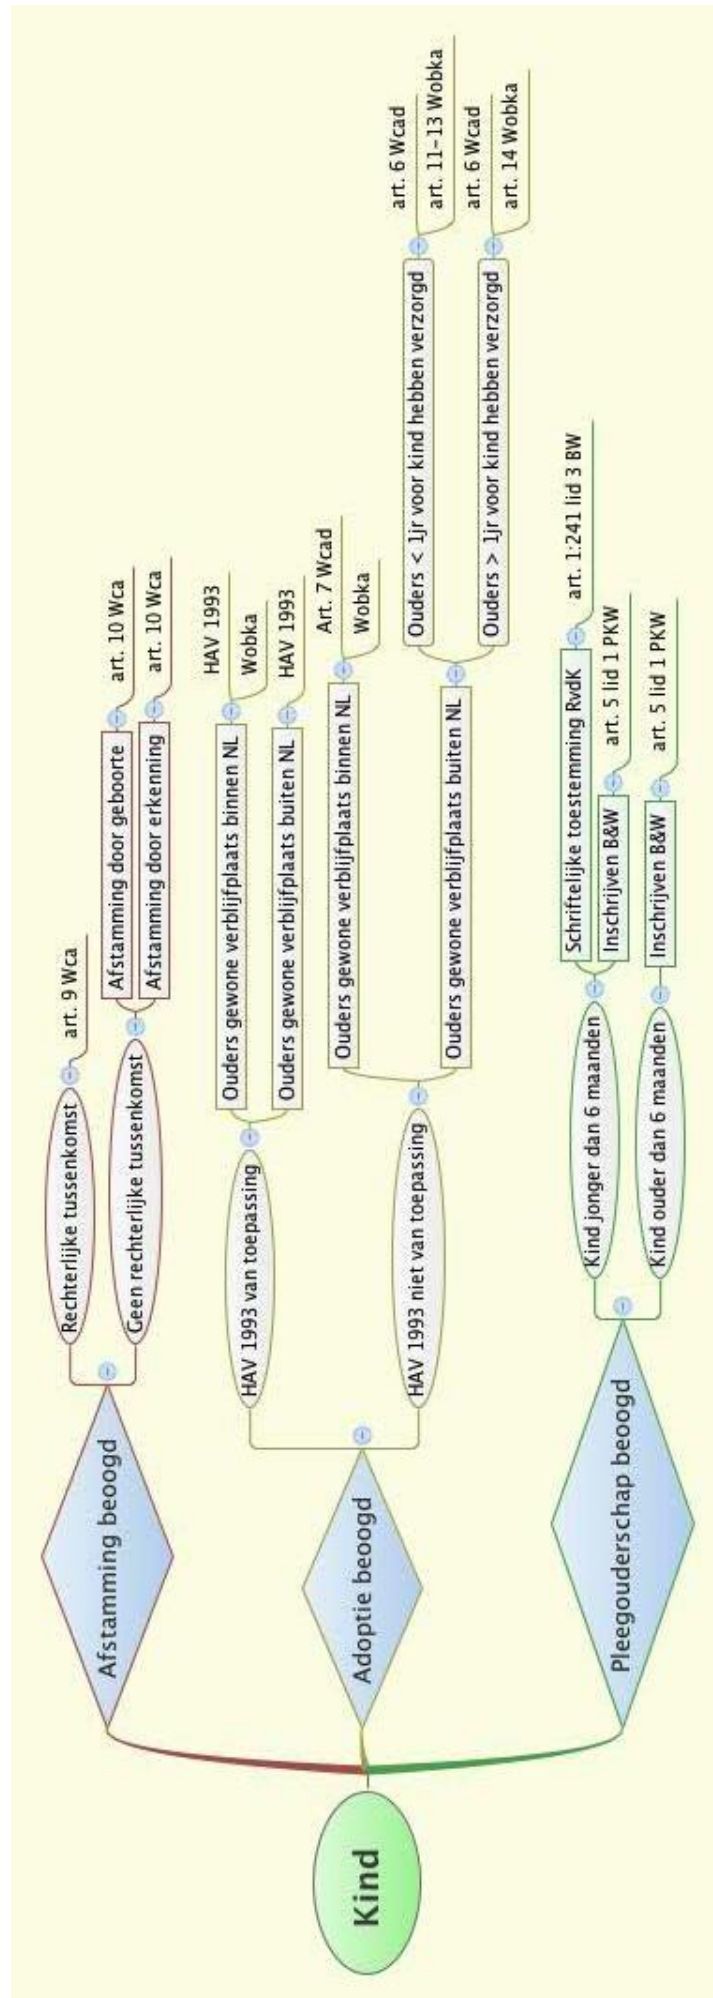 Kind
Afstamming beoogd
Rechterlijke tussenkomst
art. 9 Wca
Geen rechterlijke tussenkomst
Afstamming door geboorte
art. 10 Wca
Afstamming door erkenning
art. 10 Wca
Adoptie beoogd
HAV 1993 van toepassing
Ouders gewone verblijfplaats binnen NL
HAV 1993
Wobka
Ouders gewone verblijfplaats buiten NL
HAV 1993
HAV 1993 niet van toepassing
Ouders gewone verblijfplaats binnen NL
Art. 7 Wcad
Wobka
Ouders gewone verblijfplaats buiten NL
Ouders < 1jr voor kind hebben verzorgd
art. 6 Wcad
art. 11-13 Wobka
Ouders > 1jr voor kind hebben verzorgd
art. 6 Wcad
art. 14 Wobka
Pleegouderschap beoogd
Kind jonger dan 6 maanden
Schriftelijke toestemming RvdK
art. 1:241 lid 3 BW
Inschrijven B&W
art. 5 lid 1 PKW
Kind ouder dan 6 maanden
Inschrijven B&W
art. 5 lid 1 PKW